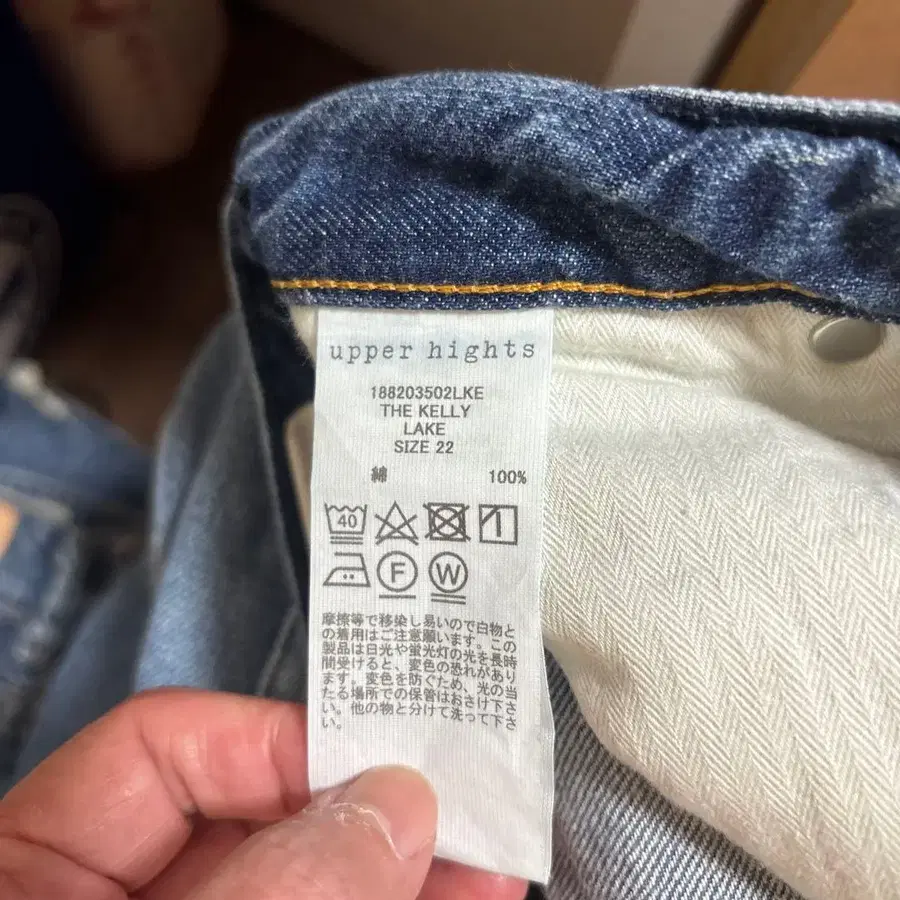 upper hights
188203502LKE
THE KELLY
LAKE
SIZE 22
綿 100%
40
F W
摩擦等で移染し易いので白物と
の着用はご注意願います。この
製品は日光や蛍光灯の光を長時
間受けると、変色の恐れがあり
ます。変色を防ぐため、光の当
たる場所での保管はおさけ下さ
い。他の物と分けて洗って下さ
い。